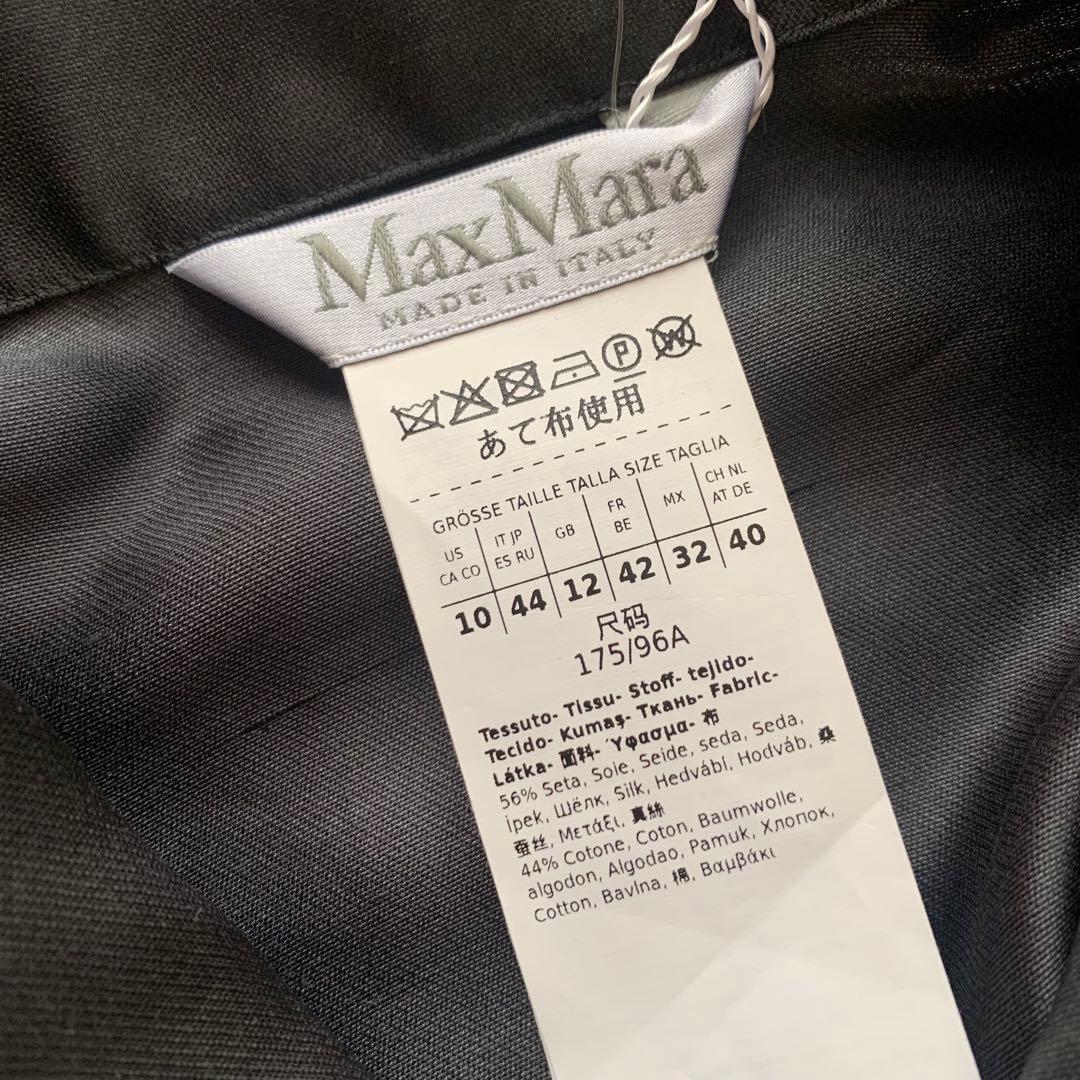 MaxMara
MADE IN ITALY
P W
あて布使用
GRÖSSE TAILLE TALLA SIZE TAGLIA
US CA CO IT JP ES RU GB FR BE MX CH NL AT DE
10 44 12 42 32 40
尺码
175/96A
Tessuto- Tissu- Stoff- tejido-
Tecido- Kumaş- Ткань- Fabric-
Látka- 面料- Ύφασμα- 布
56% Seta, Soie, Seide, seda, Seda,
İpek, Шёлк, Silk, Hedvábí, Hodváb, 桑
蚕丝, Μετάξι, 真絲
44% Cotone, Coton, Baumwolle,
algodon, Algodao, Pamuk, Хлопок,
Cotton, Bavlna, 棉, Βαμβάκι